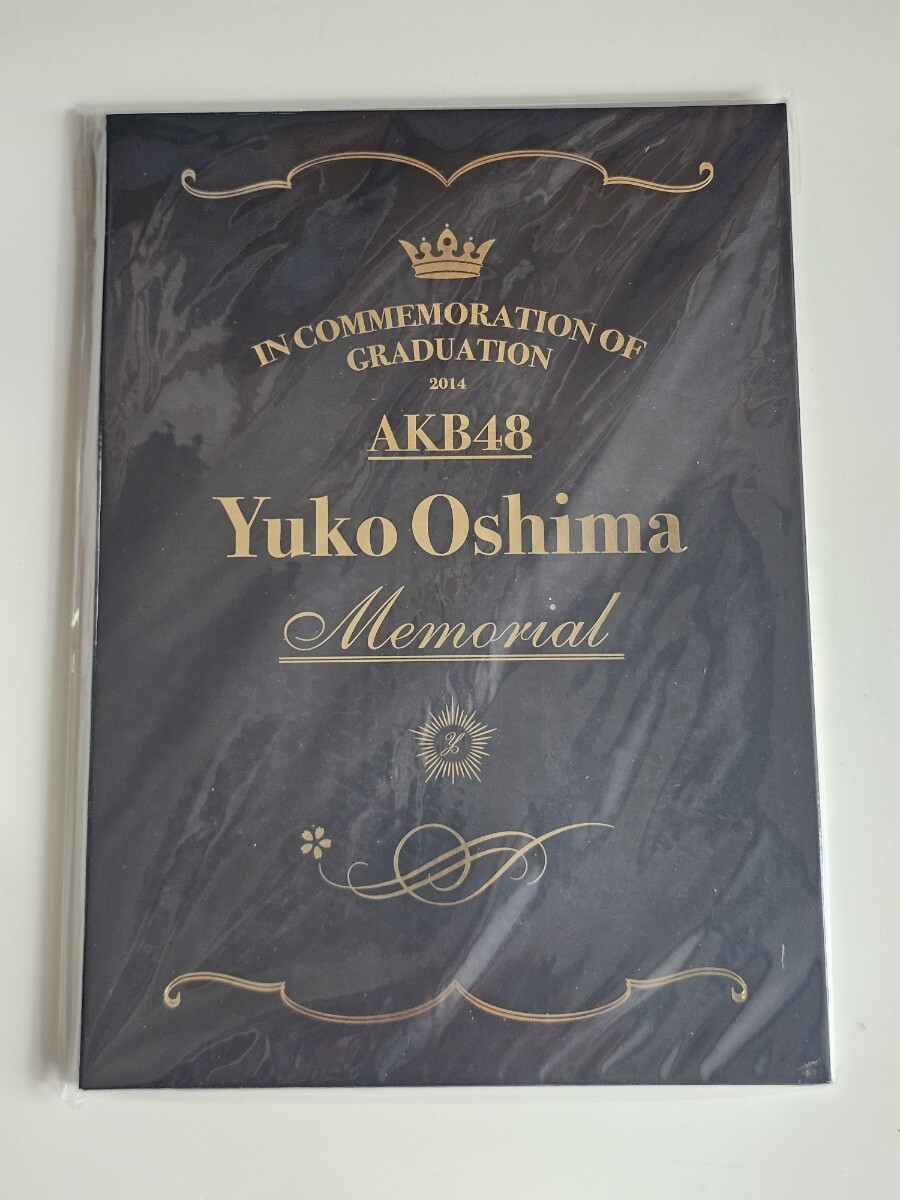 IN COMMEMORATION OF
GRADUATION
2014
AKB48
Yuko Oshima
Memorial
y